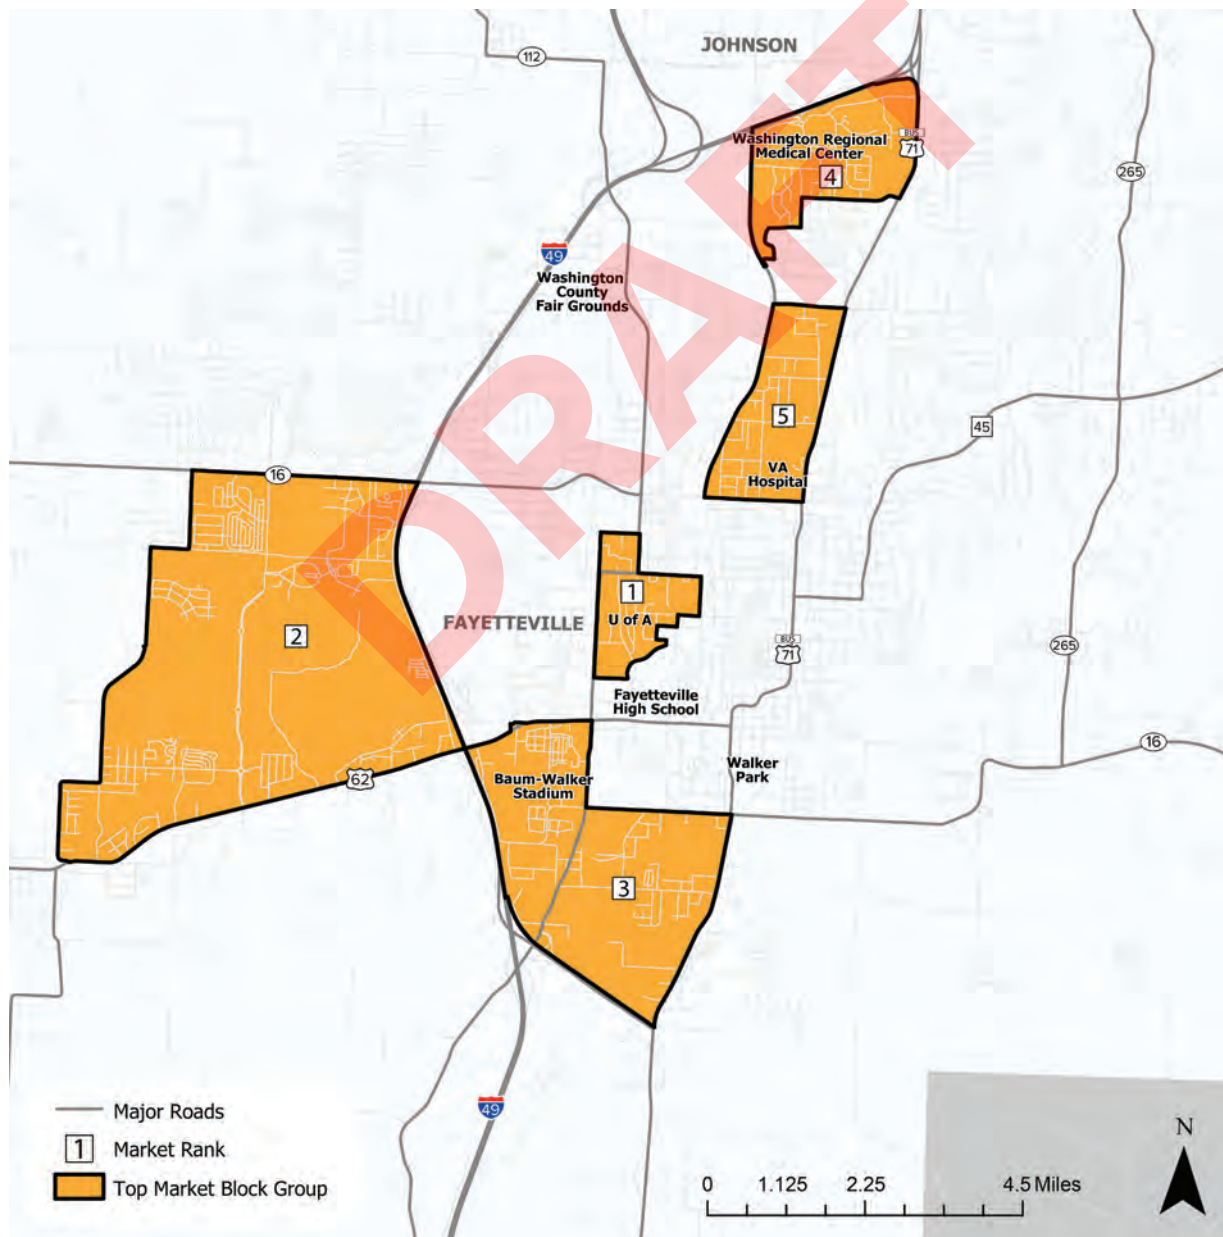 JOHNSON
112
Washington Regional
Medical Center
BUS
71
4
265
49
Washington
County
Fair Grounds
DRAFT
5
45
VA
Hospital
16
1
U of A
FAYETTEVILLE
2
BUS
71
265
Fayetteville
High School
16
Walker
Park
62
Baum-Walker
Stadium
3
49
Major Roads
1 Market Rank
Top Market Block Group
N
0 1.125 2.25 4.5 Miles